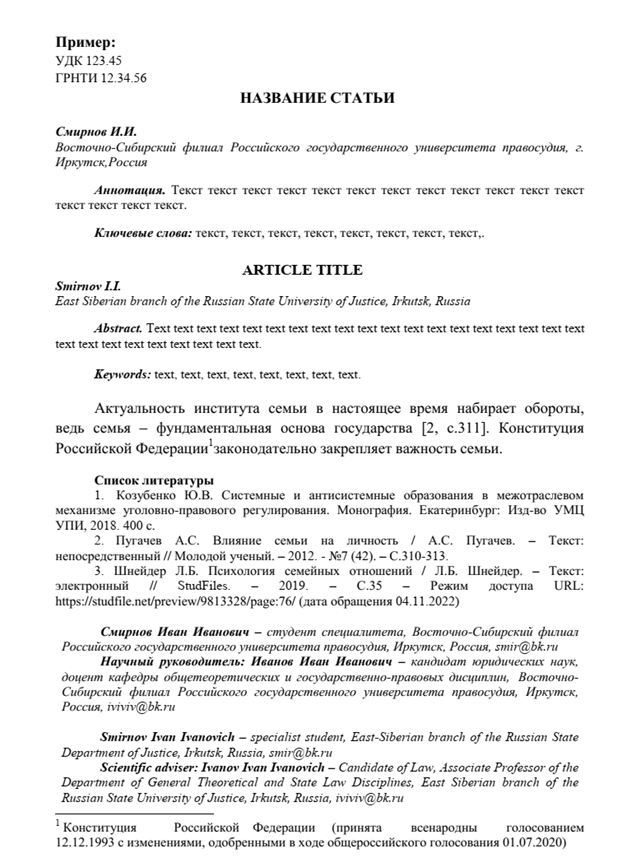 Пример:
УДК 123.45
ГРНТИ 12.34.56
НАЗВАНИЕ СТАТЬИ
Смирнов И.И.
Восточно-Сибирский филиал Российского государственного университета правосудия, г.
Иркутск,Россия
Аннотация. Текст текст текст текст текст текст текст текст текст текст текст текст
текст текст текст текст.
Ключевые слова: текст, текст, текст, текст, текст, текст, текст, текст,.
ARTICLE TITLE
Smirnov I.I.
East Siberian branch of the Russian State University of Justice, Irkutsk, Russia
Abstract. Text text text text text text text text text text text text text text text text text text text
text text text text text text text text text.
Keywords: text, text, text, text, text, text, text, text.
Актуальность института семьи в настоящее время набирает обороты,
ведь семья – фундаментальная основа государства [2, с.311]. Конституция
Российской Федерации1законодательно закрепляет важность семьи.
Список литературы
1. Козубенко Ю.В. Системные и антисистемные образования в межотраслевом
механизме уголовно-правового регулирования. Монография. Екатеринбург: Изд-во УМЦ
УПИ, 2018. 400 с.
2. Пугачев А.С. Влияние семьи на личность / А.С. Пугачев. – Текст:
непосредственный // Молодой ученый. – 2012. - №7 (42). – С.310-313.
3. Шнейдер Л.Б. Психология семейных отношений / Л.Б. Шнейдер. – Текст:
электронный // StudFiles. – 2019. – С.35 – Режим доступа URL:
https://studfile.net/preview/9813328/page:76/ (дата обращения 04.11.2022)
Смирнов Иван Иванович – студент специалитета, Восточно-Сибирский филиал
Российского государственного университета правосудия, Иркутск, Россия, smir@bk.ru
Научный руководитель: Иванов Иван Иванович – кандидат юридических наук,
доцент кафедры общетеоретических и государственно-правовых дисциплин, Восточно-
Сибирский филиал Российского государственного университета правосудия, Иркутск,
Россия, iviviv@bk.ru
Smirnov Ivan Ivanovich – specialist student, East-Siberian branch of the Russian State
Department of Justice, Irkutsk, Russia, smir@bk.ru
Scientific adviser: Ivanov Ivan Ivanovich – Candidate of Law, Associate Professor of the
Department of General Theoretical and State Law Disciplines, East Siberian branch of the
Russian State University of Justice, Irkutsk, Russia, iviviv@bk.ru
1 Конституция Российской Федерации (принята всенародны голосованием
12.12.1993 с изменениями, одобренными в ходе общероссийского голосования 01.07.2020)